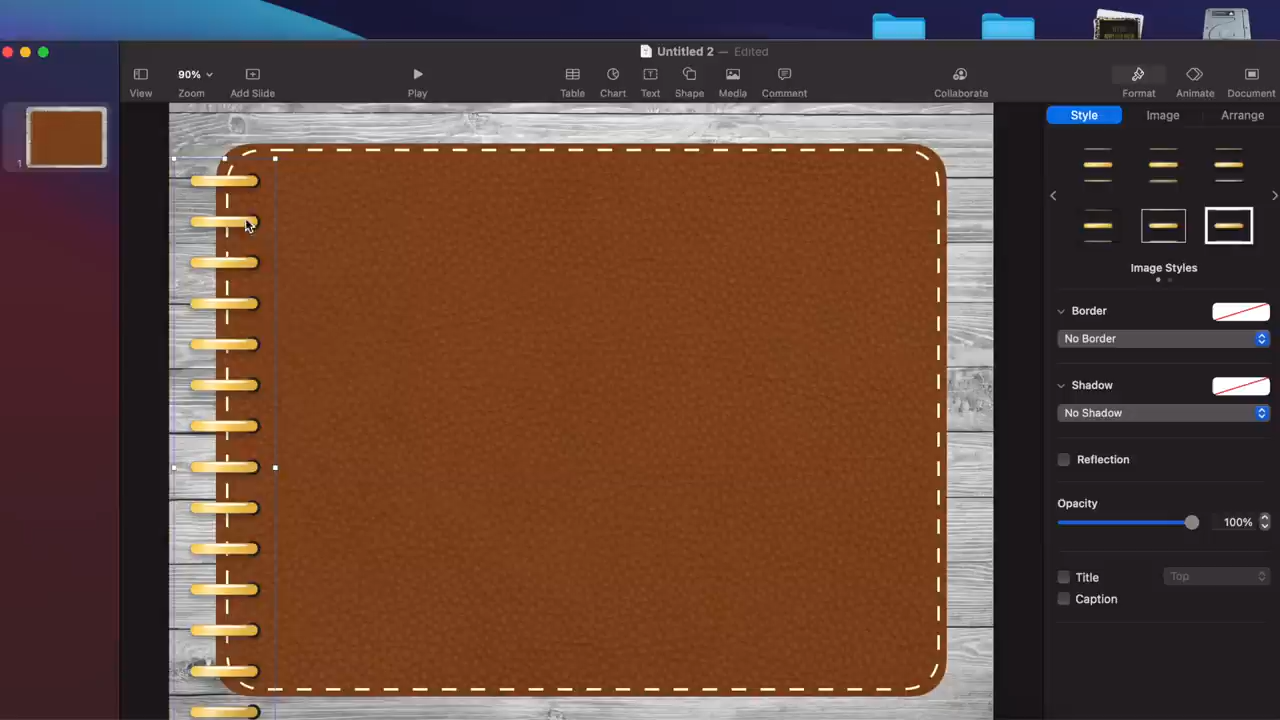 Untitled 2 — Edited
90%
View
Zoom
Add Slide
Play
Table
Chart
Text
Shape
Media
Comment
Collaborate
Format
Animate
Document
1
Style
Image
Arrange
Image Styles
Border
No Border
Shadow
No Shadow
Reflection
Opacity
100%
Title
Top
Caption